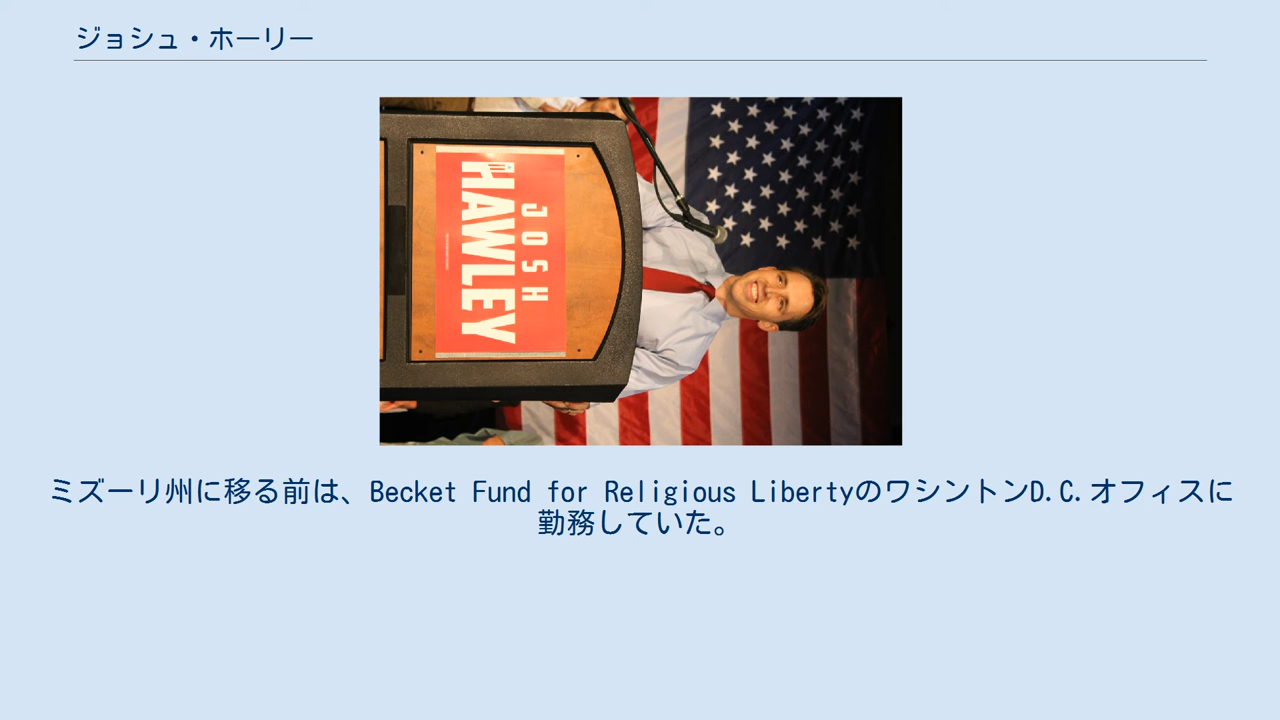 ジョシュ・ホーリー
JOSH
HAWLEY
ミズーリ州に移る前は、Becket Fund for Religious LibertyのワシントンD.C.オフィスに
勤務していた。